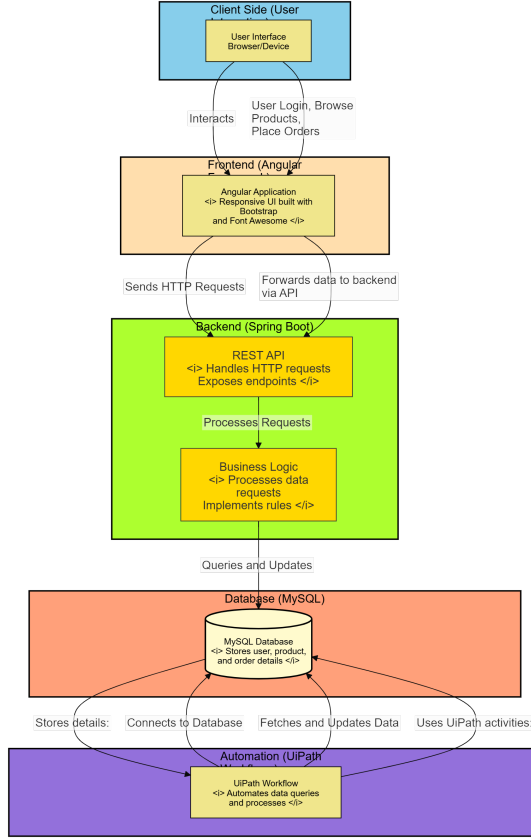 Client Side (User
User Interface
Browser/Device
Interacts
User Login, Browse
Products,
Place Orders
Frontend (Angular
Angular Application
<i> Responsive UI built with
Bootstrap
and Font Awesome </i>
Sends HTTP Requests
Forwards data to backend
via API
Backend (Spring Boot)
REST API
<i> Handles HTTP requests
Exposes endpoints </i>
Processes Requests
Business Logic
<i> Processes data
requests
Implements rules </i>
Queries and Updates
Database (MySQL)
MySQL Database
<i> Stores user, product,
and order details </i>
Stores details:
Connects to Database
Fetches and Updates Data
Uses UiPath activities:
Automation (UiPath
UiPath Workflow
<i> Automates data queries
and processes </i>